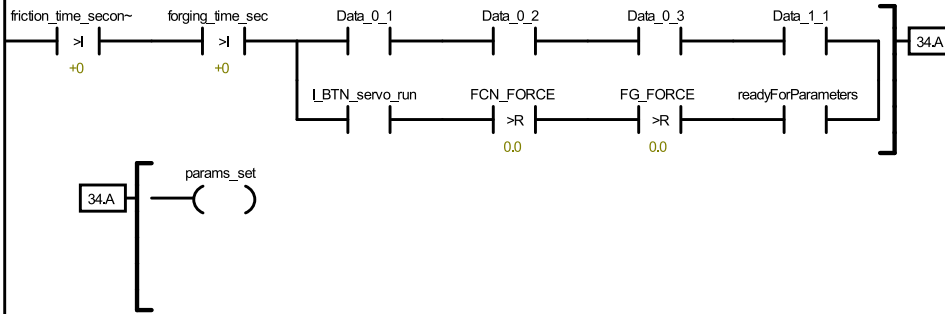 friction_time_secon~ forging_time_sec Data_0_1 Data_0_2 Data_0_3 Data_1_1
>I >I 34.A
+0 +0
I_BTN_servo_run FCN_FORCE FG_FORCE readyForParameters
>R >R
0.0 0.0
params_set
34.A